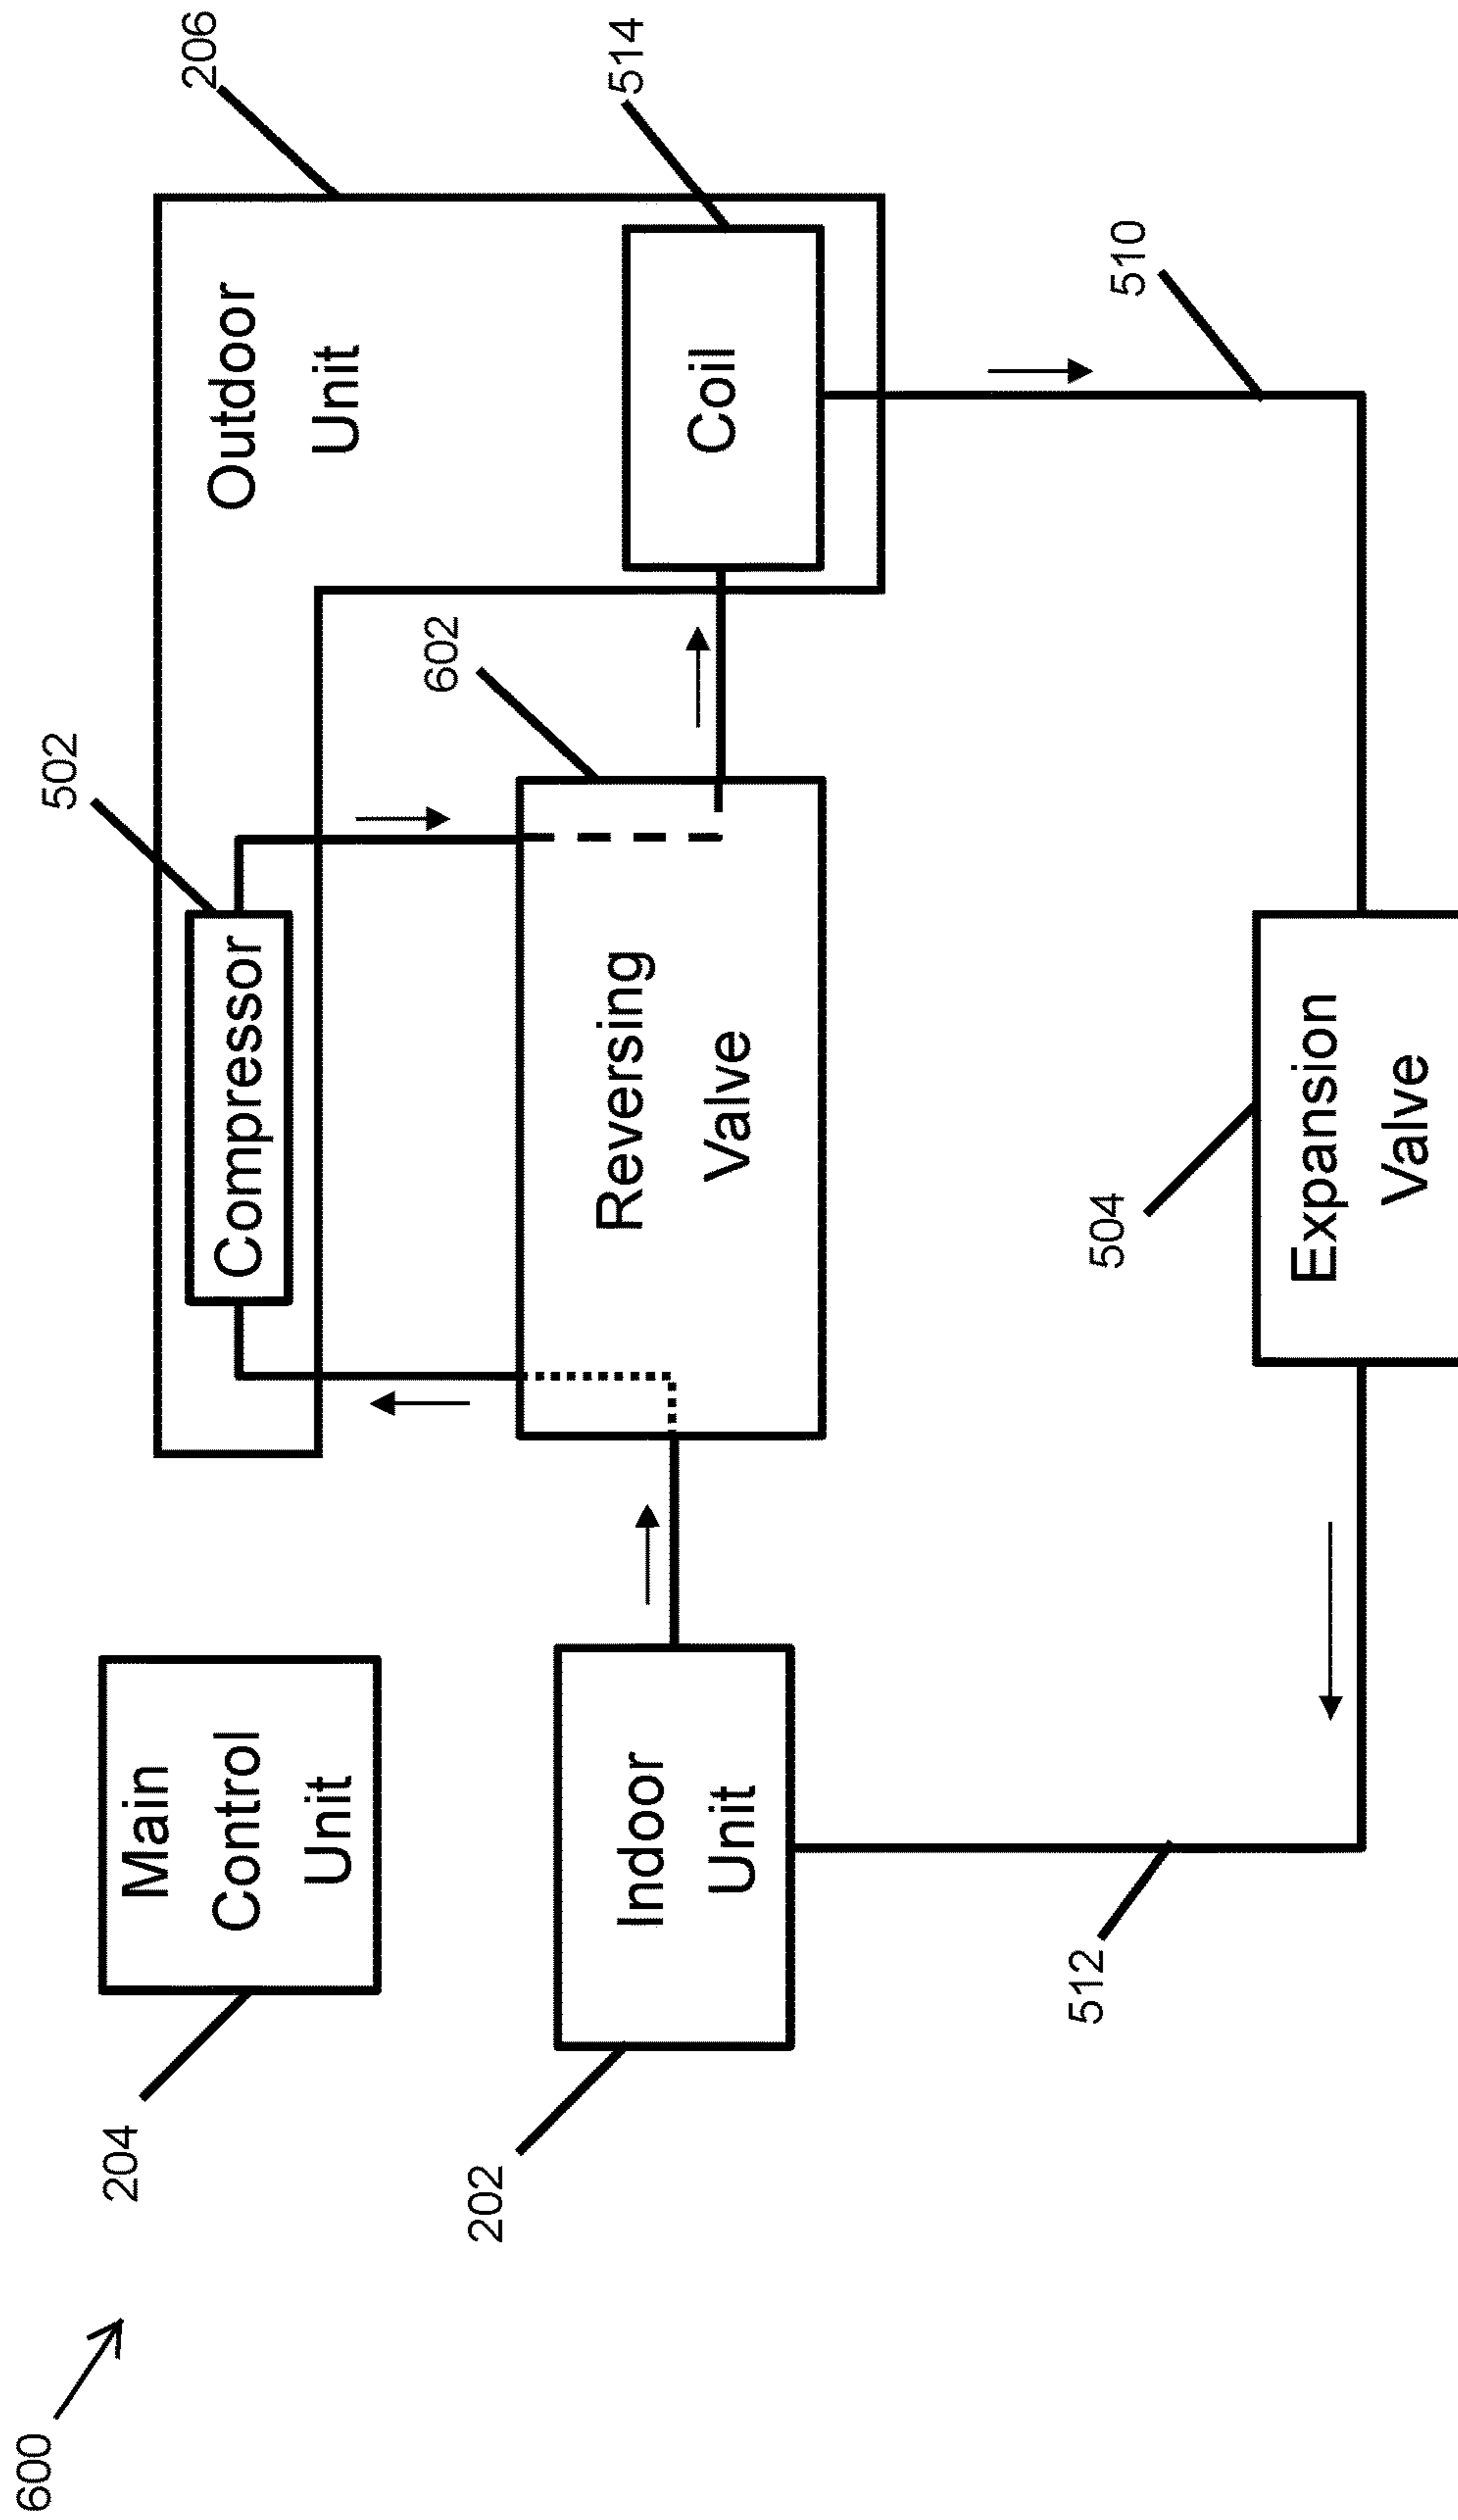 600
204
Main
Control
Unit
502
Compressor
Outdoor
Unit
206
202
Indoor
Unit
602
Reversing
Valve
Coil
514
512
504
Expansion
Valve
510